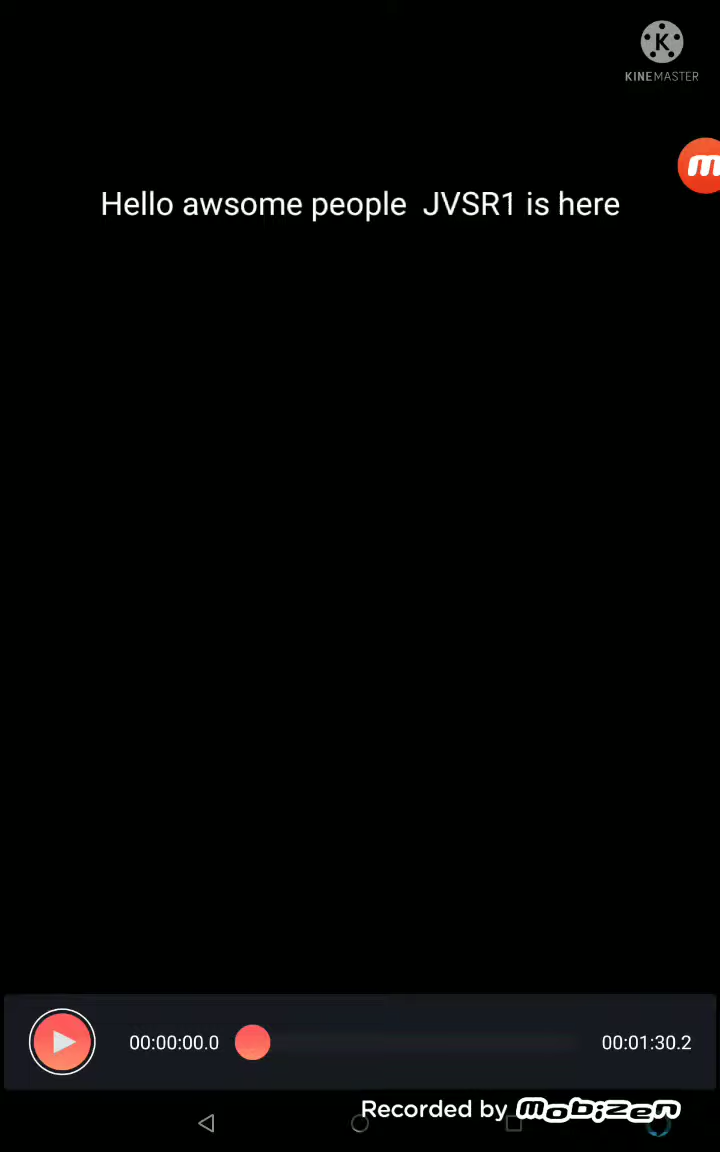 KINEMASTER
Hello awsome people JVSR1 is here
00:00:00.0
00:01:30.2
Recorded by mobizen